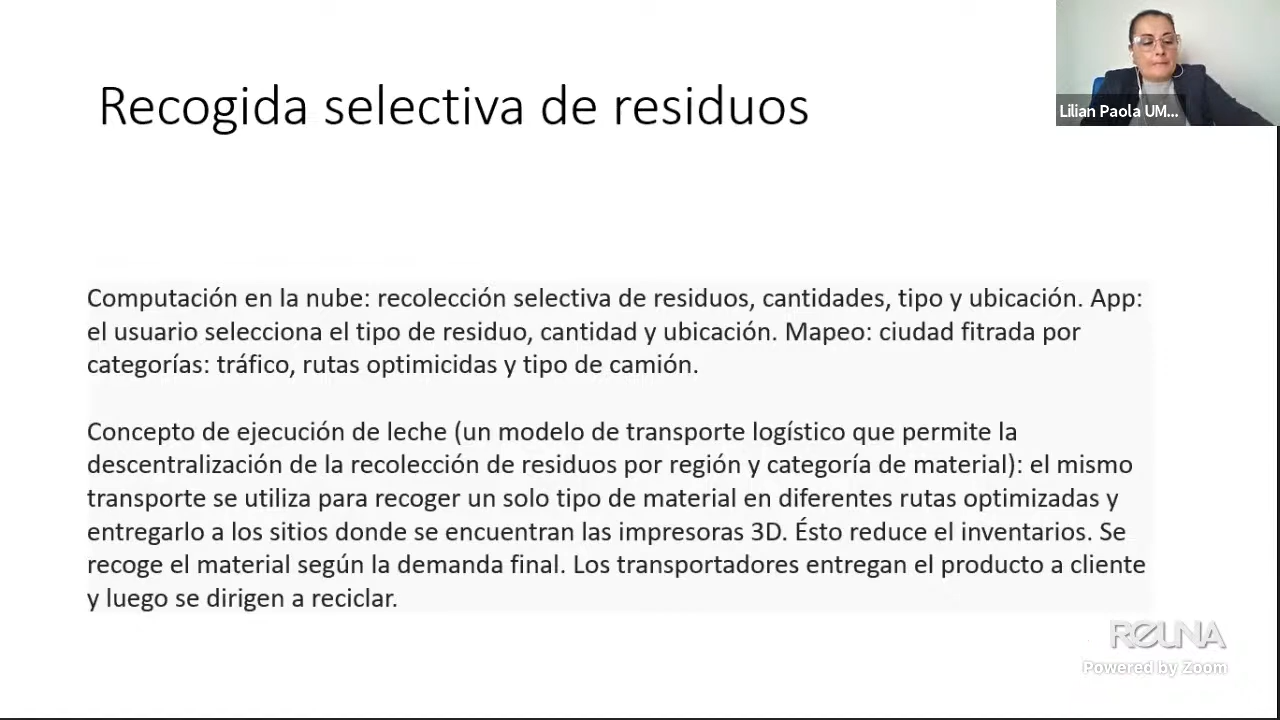 Recogida selectiva de residuos
Lilian Paola UM...
Computación en la nube: recolección selectiva de residuos, cantidades, tipo y ubicación. App:
el usuario selecciona el tipo de residuo, cantidad y ubicación. Mapeo: ciudad fitrada por
categorías: tráfico, rutas optimicidas y tipo de camión.
Concepto de ejecución de leche (un modelo de transporte logístico que permite la
descentralización de la recolección de residuos por región y categoría de material): el mismo
transporte se utiliza para recoger un solo tipo de material en diferentes rutas optimizadas y
entregarlo a los sitios donde se encuentran las impresoras 3D. Ésto reduce el inventarios. Se
recoge el material según la demanda final. Los transportadores entregan el producto a cliente
y luego se dirigen a reciclar.
REUNA
Powered by Zoom